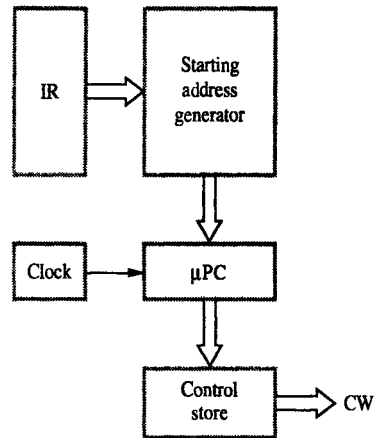 IR
Starting
address
generator
Clock
μPC
Control
store
CW